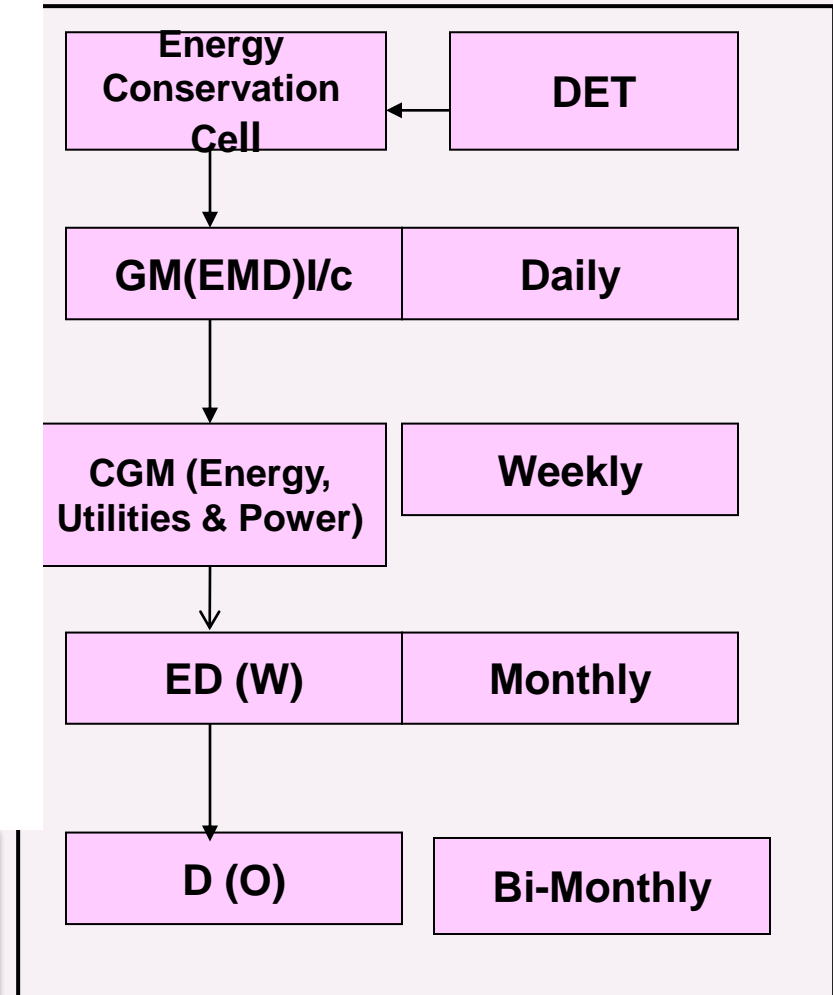 Energy
Conservation
Cell
DET
GM(EMD)I/c
Daily
CGM (Energy,
Utilities & Power)
Weekly
ED (W)
Monthly
D (O)
Bi-Monthly